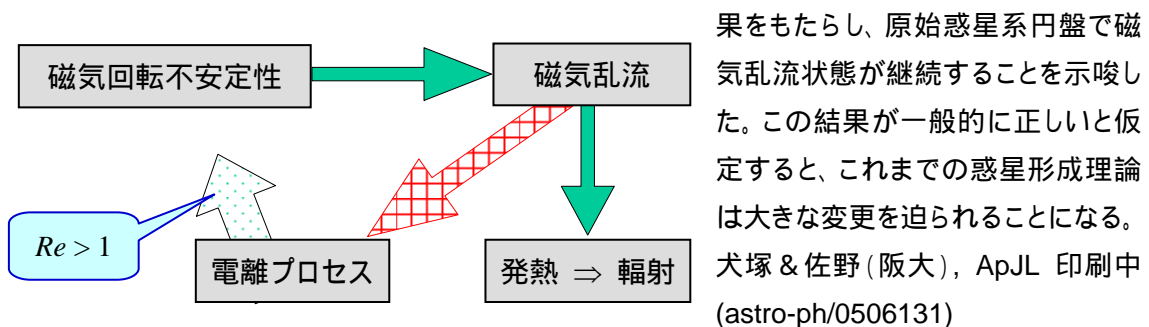 磁気回転不安定性
磁気乱流
Re > 1
電離プロセス
発熱 ⇒ 輻射
果をもたらし、原始惑星系円盤で磁
気乱流状態が継続することを示唆し
た。この結果が一般的に正しいと仮
定すると、これまでの惑星形成理論
は大きな変更を迫られることになる。
犬塚＆佐野(阪大), ApJL 印刷中
(astro-ph/0506131)